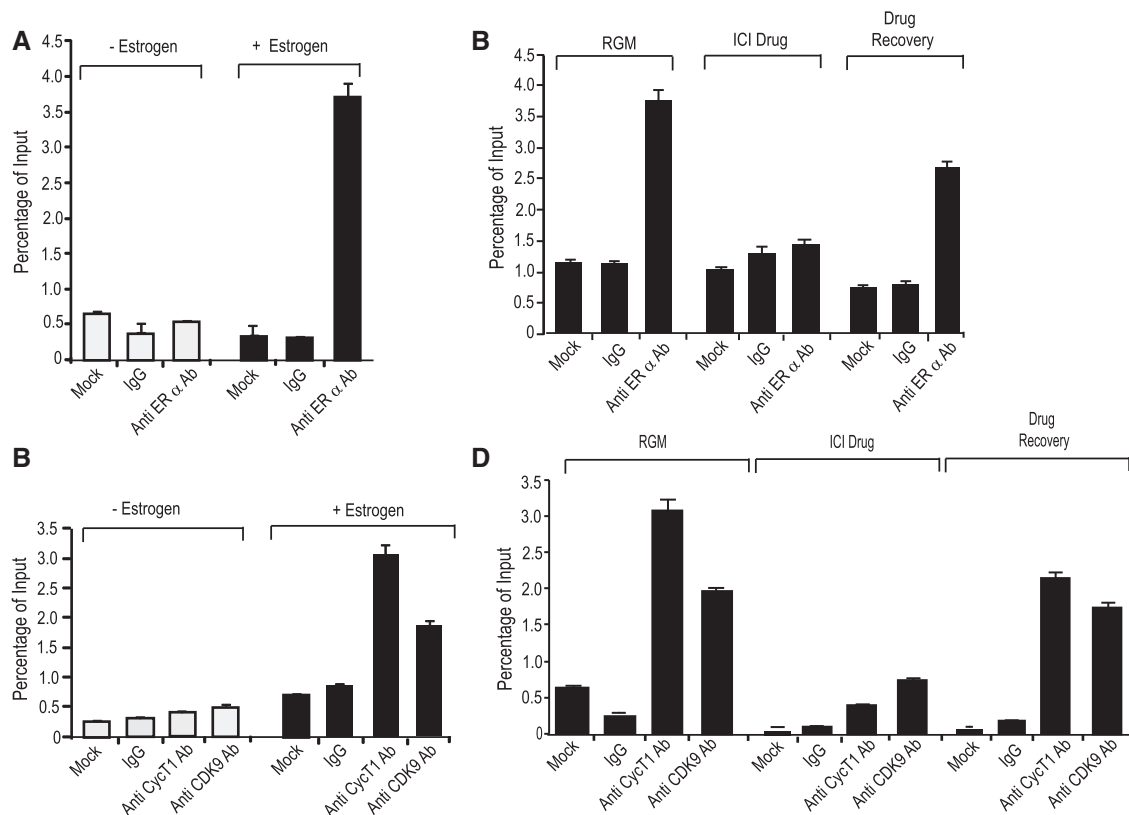 A
- Estrogen
+ Estrogen
Percentage of Input
4.5
4.0
3.5
3.0
2.5
2.0
1.5
1.0
0.5
0
Mock
IgG
Anti ER α Ab
Mock
IgG
Anti ER α Ab
B
RGM
ICI Drug
Drug
Recovery
Percentage of Input
4.5
4.0
3.5
3.0
2.5
2.0
1.5
1.0
0.5
0
Mock
IgG
Anti ER α Ab
Mock
IgG
Anti ER α Ab
Mock
IgG
Anti ER α Ab
B
- Estrogen
+ Estrogen
Percentage of Input
3.5
3.0
2.0
1.5
1.0
0.5
0
Mock
IgG
Anti CycT1 Ab
Anti CDK9 Ab
Mock
IgG
Anti CycT1 Ab
Anti CDK9 Ab
D
RGM
ICI Drug
Drug
Recovery
Percentage of Input
3.5
3.0
2.5
2.0
1.5
1.0
0.5
0
Mock
IgG
Anti CycT1 Ab
Anti CDK9 Ab
Mock
IgG
Anti CycT1 Ab
Anti CDK9 Ab
Mock
IgG
Anti CycT1 Ab
Anti CDK9 Ab